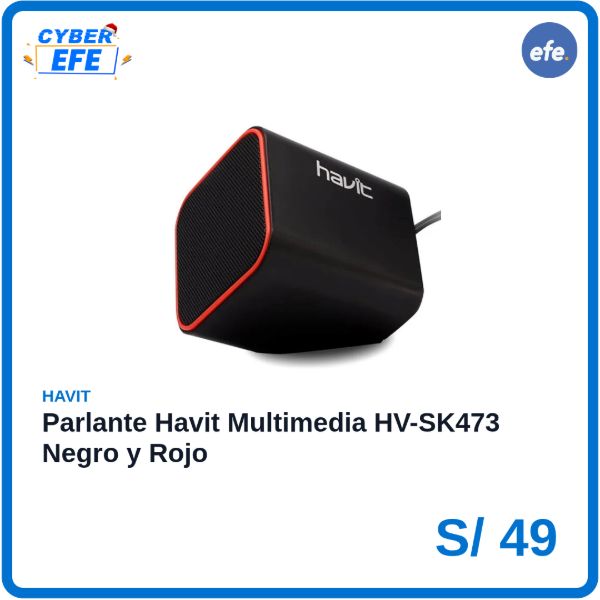 CYBER
EFE
efe.
havit
HAVIT
Parlante Havit Multimedia HV-SK473
Negro y Rojo
S/ 49